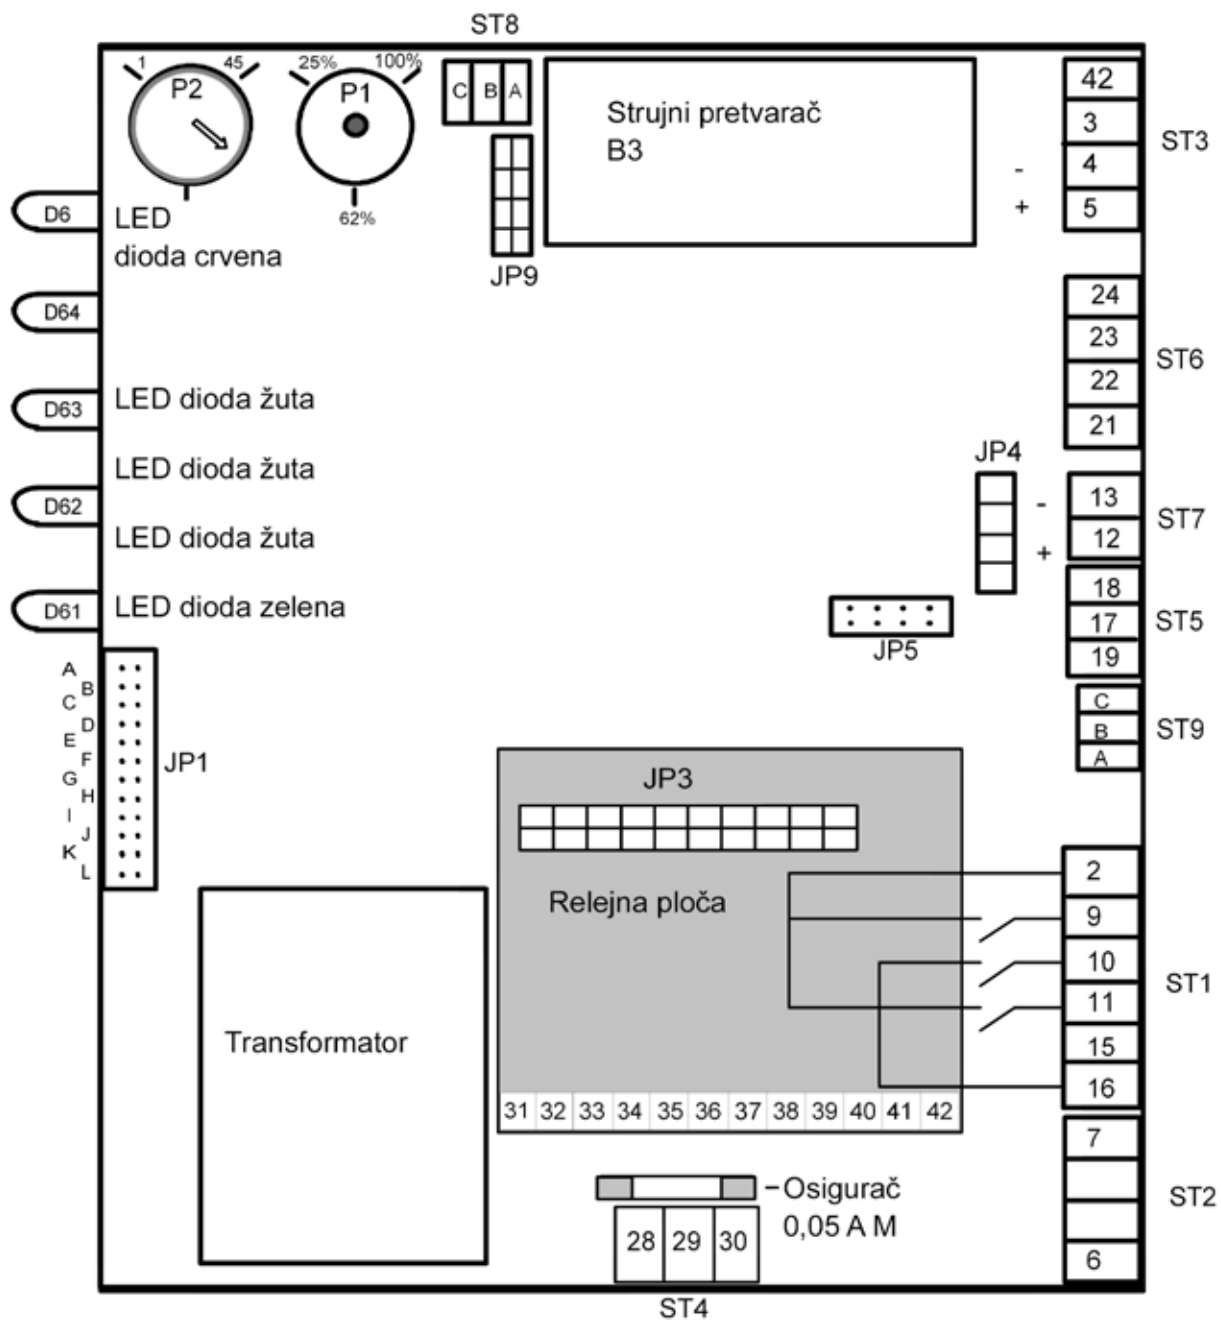 ST8
1
45
P2
25%
100%
P1
62%
C B A
JP9
Strujni pretvarač
B3
-
+
42
3
4
5
ST3
D6
LED
dioda crvena
D64
24
23
22
21
ST6
D63
LED dioda žuta
LED dioda žuta
D62
LED dioda žuta
D61
LED dioda zelena
JP4
-
+
13
12
ST7
JP5
18
17
19
ST5
C
B
A
ST9
A
B
C
D
E
F
G
H
I
J
K
L
JP1
JP3
Relejna ploča
31 32 33 34 35 36 37 38 39 40 41 42
2
9
10
11
15
16
ST1
Transformator
7
6
ST2
Osigurač
0,05 A M
28 29 30
ST4